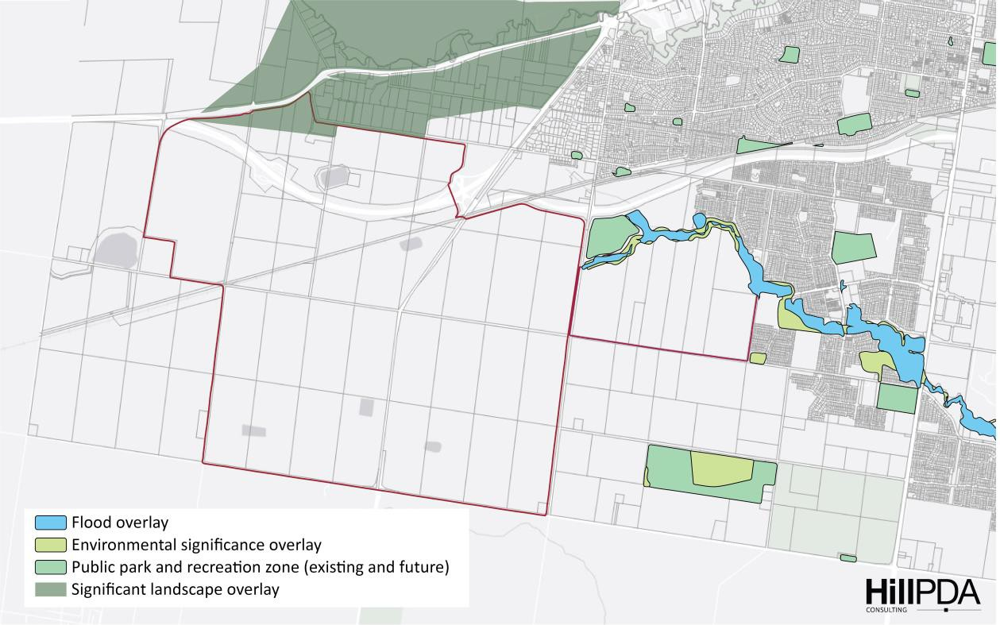 Flood overlay
Environmental significance overlay
Public park and recreation zone (existing and future)
Significant landscape overlay
HillPDA
CONSULTING